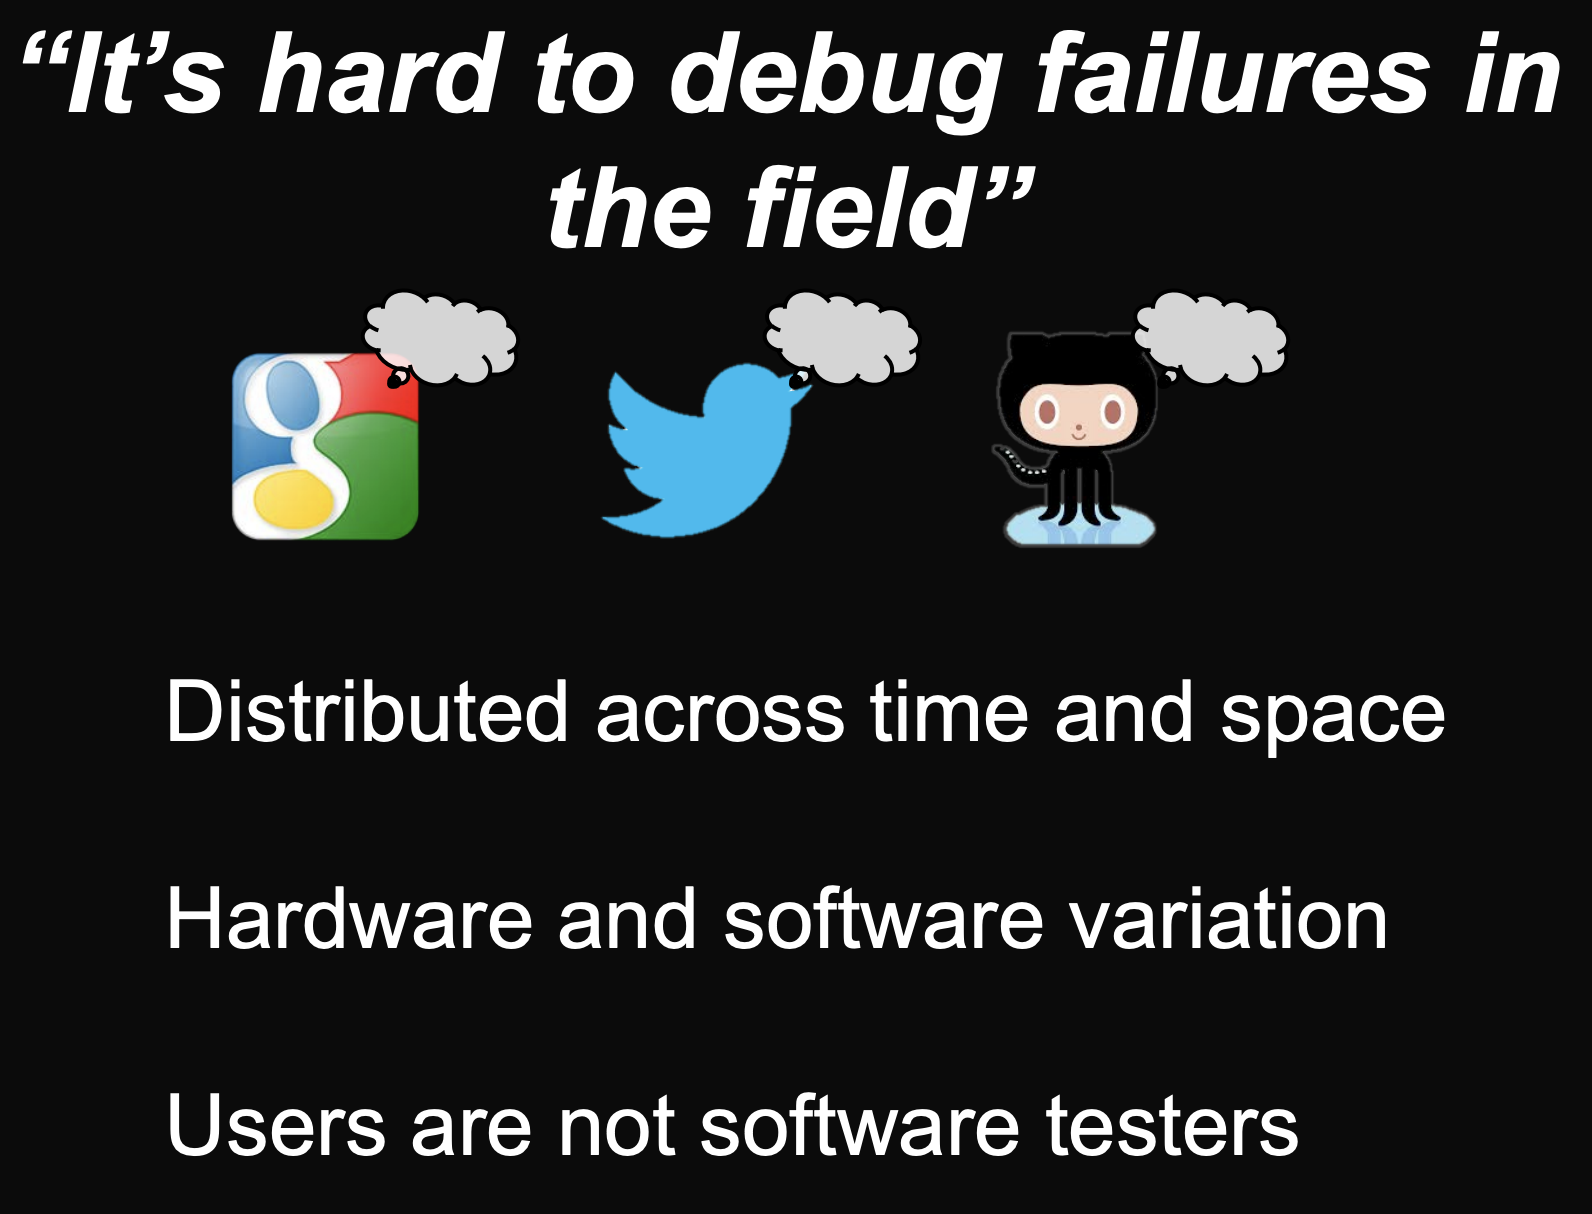 “It’s hard to debug failures in
the field”
Distributed across time and space
Hardware and software variation
Users are not software testers